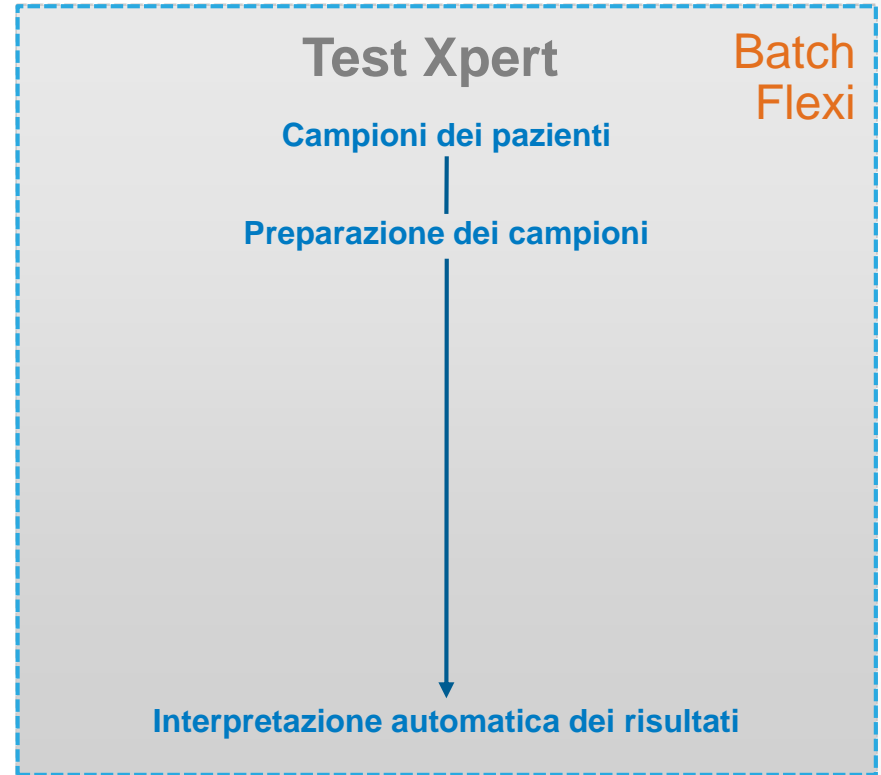 Test Xpert
Batch
Flexi
Campioni dei pazienti
Preparazione dei campioni
Interpretazione automatica dei risultati